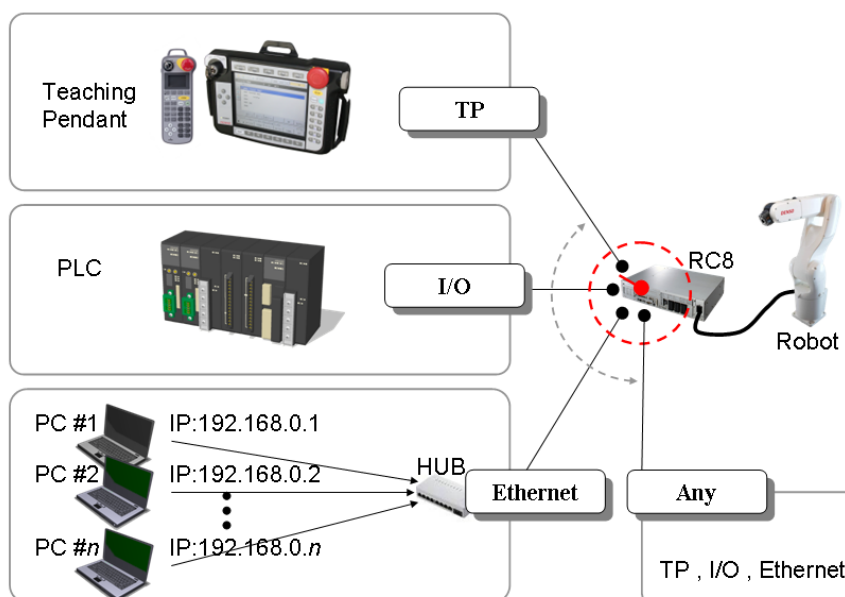 Teaching
Pendant
TP
PLC
I/O
RC8
Robot
PC #1
IP:192.168.0.1
PC #2
IP:192.168.0.2
PC #n
IP:192.168.0.n
HUB
Ethernet
Any
TP , I/O , Ethernet
DENSO